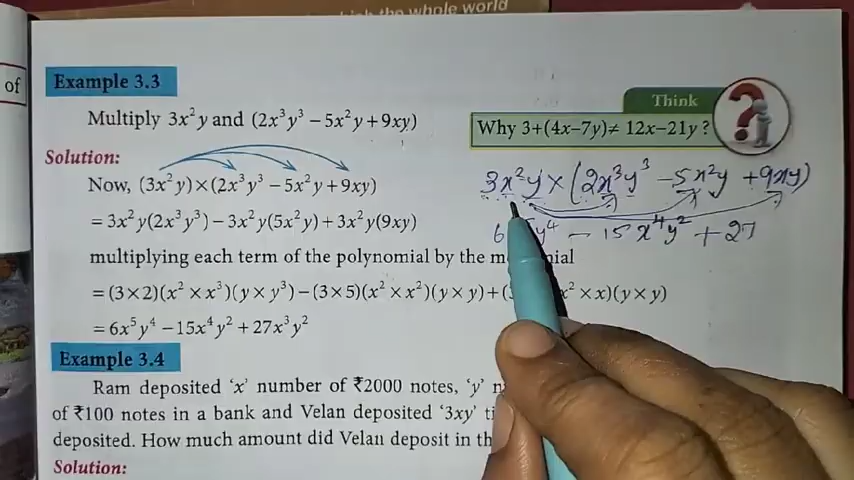 which the whole world
of
Example 3.3
Multiply 3x²y and (2x³y³ − 5x²y + 9xy)
Think
Why 3+(4x−7y)≠ 12x−21y ?
Solution:
Now, (3x²y)×(2x³y³ − 5x²y + 9xy)
3x²y × (2x³y³ − 5x²y + 9xy)
= 3x²y(2x³y³) − 3x²y(5x²y) + 3x²y(9xy)
6 y⁴ − 15x⁴y² + 27
multiplying each term of the polynomial by the
= (3×2)(x² × x³)(y × y³) − (3×5)(x² × x²)(y × y) + ( x² × x)(y × y)
= 6x⁵y⁴ − 15x⁴y² + 27x³y²
Example 3.4
Ram deposited ‘x’ number of ₹2000 notes, ‘y’
of ₹100 notes in a bank and Velan deposited ‘3xy’
deposited. How much amount did Velan deposit in
Solution: